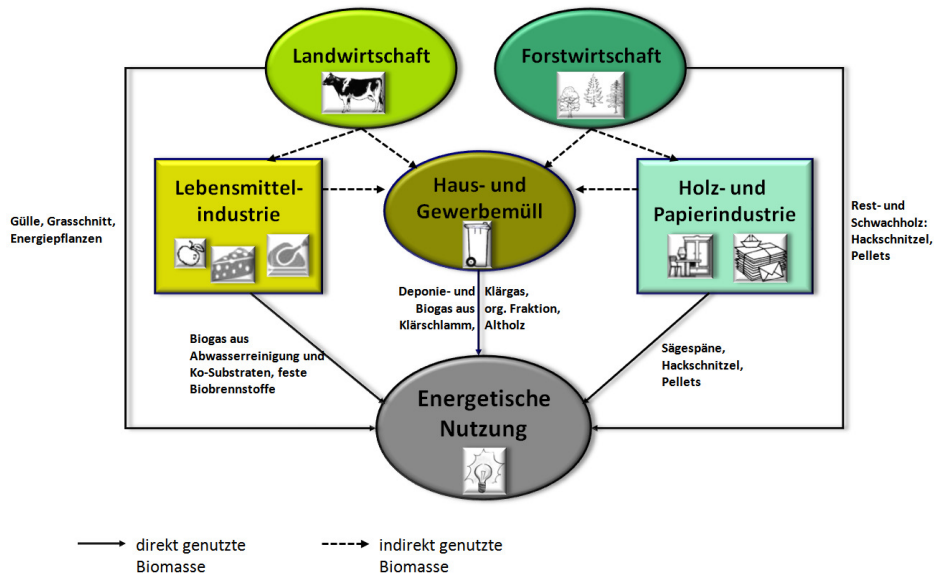 Landwirtschaft
Forstwirtschaft
Lebensmittel-
industrie
Haus- und
Gewerbemüll
Holz- und
Papierindustrie
Gülle, Grasschnitt,
Energiepflanzen
Rest- und
Schwachholz:
Hackschnitzel,
Pellets
Deponie- und
Biogas aus
Klärschlamm,
Klärgas,
org. Fraktion,
Altholz
Biogas aus
Abwasserreinigung und
Ko-Substraten, feste
Biobrennstoffe
Sägespäne,
Hackschnitzel,
Pellets
Energetische
Nutzung
direkt genutzte
Biomasse
indirekt genutzte
Biomasse